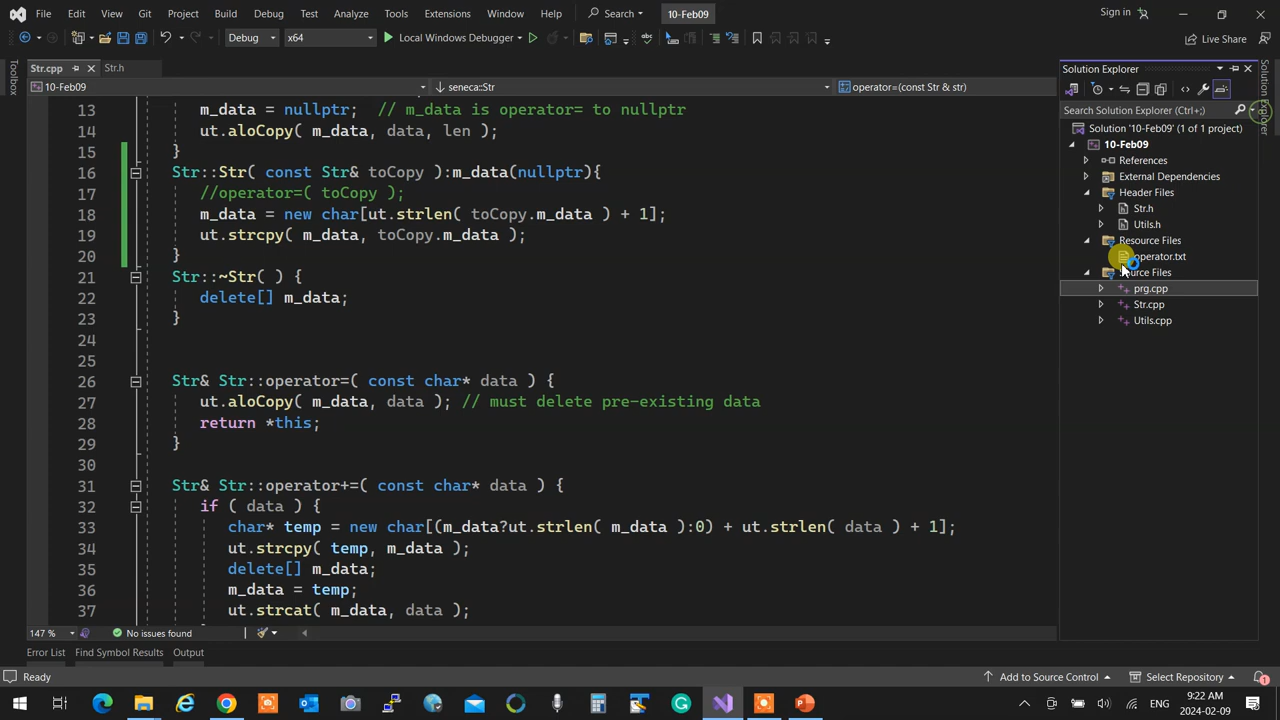 File Edit View Git Project Build Debug Test Analyze Tools Extensions Window Help Search 10-Feb09 Sign in
Debug x64 Local Windows Debugger Live Share
Toolbox
Str.cpp Str.h
10-Feb09 seneca::Str operator=(const Str & str)
13 m_data = nullptr; // m_data is operator= to nullptr
14 ut.aloCopy( m_data, data, len );
15 }
16 Str::Str( const Str& toCopy ):m_data(nullptr){
17 //operator=( toCopy );
18 m_data = new char[ut.strlen( toCopy.m_data ) + 1];
19 ut.strcpy( m_data, toCopy.m_data );
20 }
21 Str::~Str( ) {
22 delete[] m_data;
23 }
24
25
26 Str& Str::operator=( const char* data ) {
27 ut.aloCopy( m_data, data ); // must delete pre-existing data
28 return *this;
29 }
30
31 Str& Str::operator+=( const char* data ) {
32 if ( data ) {
33 char* temp = new char[(m_data?ut.strlen( m_data ):0) + ut.strlen( data ) + 1];
34 ut.strcpy( temp, m_data );
35 delete[] m_data;
36 m_data = temp;
37 ut.strcat( m_data, data );
147 % No issues found
Solution Explorer
Search Solution Explorer (Ctrl+;)
Solution '10-Feb09' (1 of 1 project)
10-Feb09
References
External Dependencies
Header Files
Str.h
Utils.h
Resource Files
operator.txt
Files
prg.cpp
Str.cpp
Utils.cpp
Solution Explorer
Error List Find Symbol Results Output
Ready Add to Source Control Select Repository 1
ENG 9:22 AM
2024-02-09